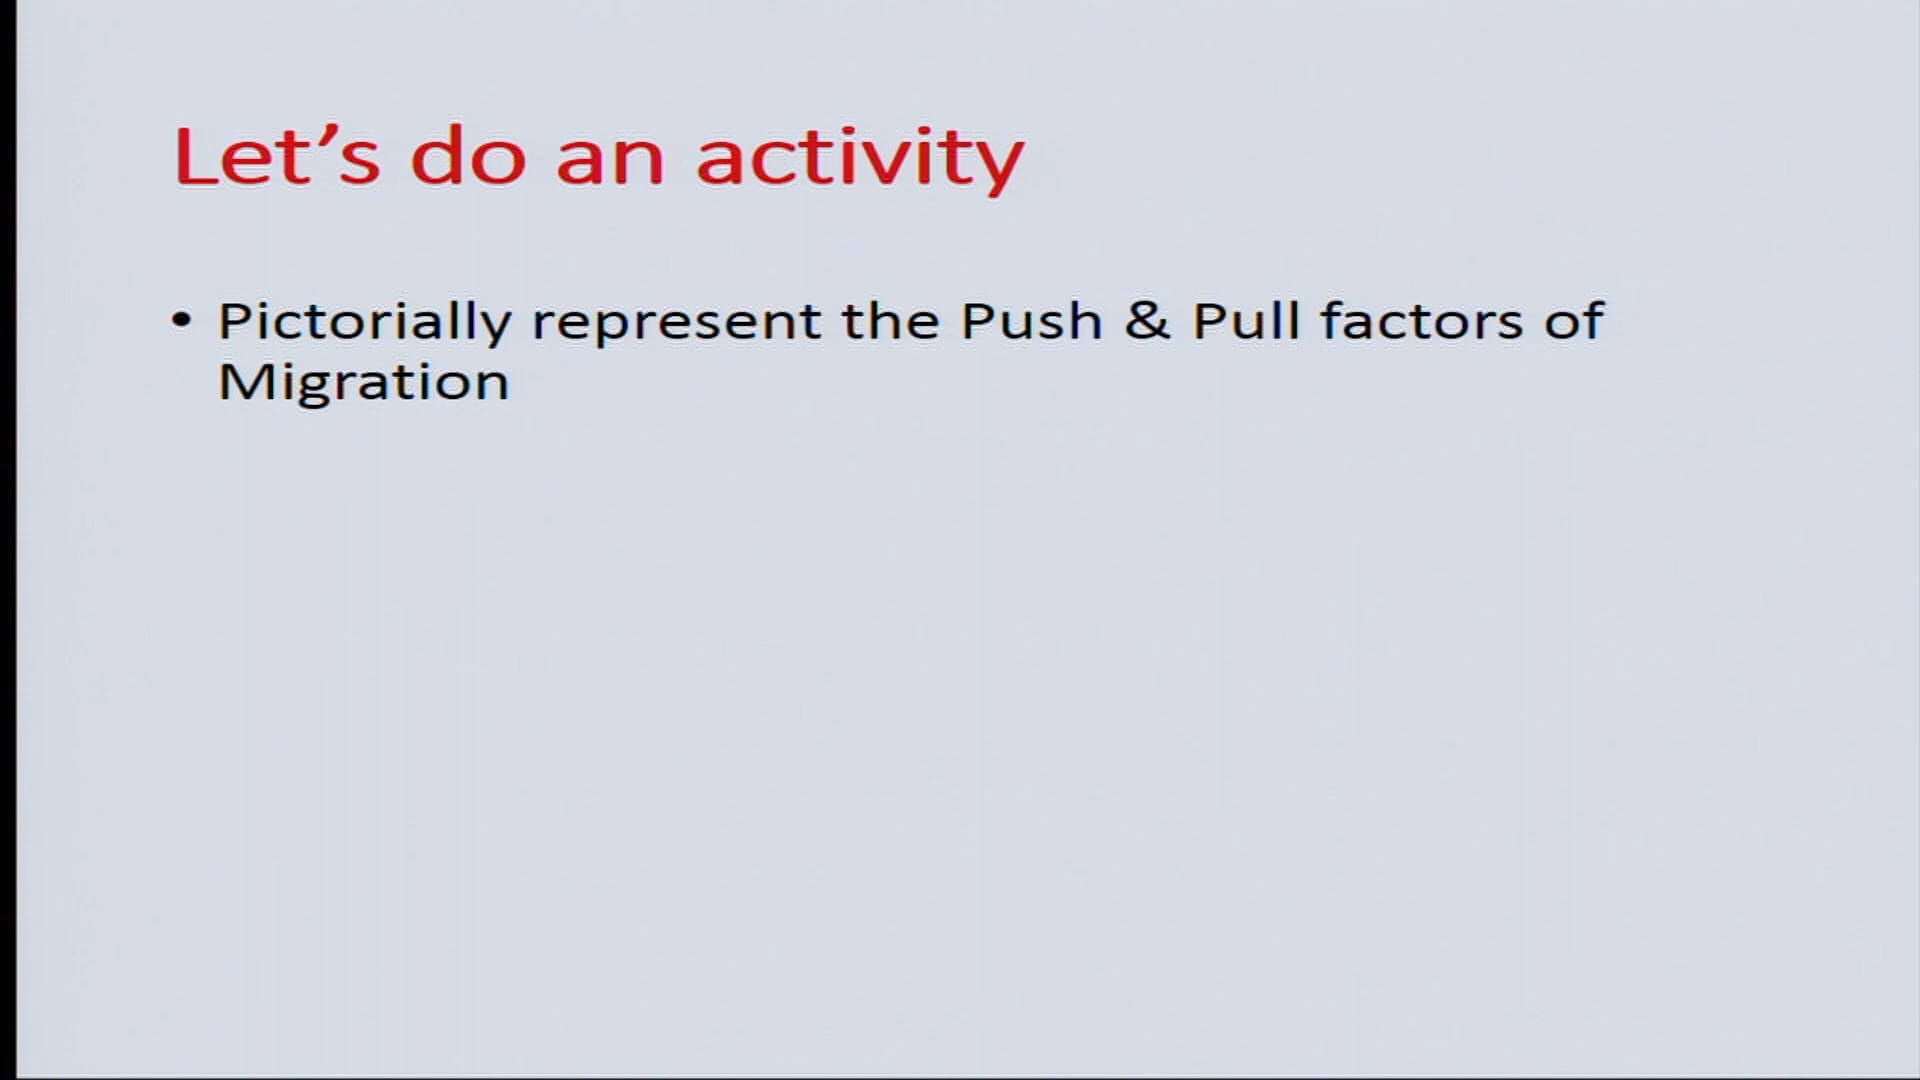 Let’s do an activity
• Pictorially represent the Push & Pull factors of
Migration